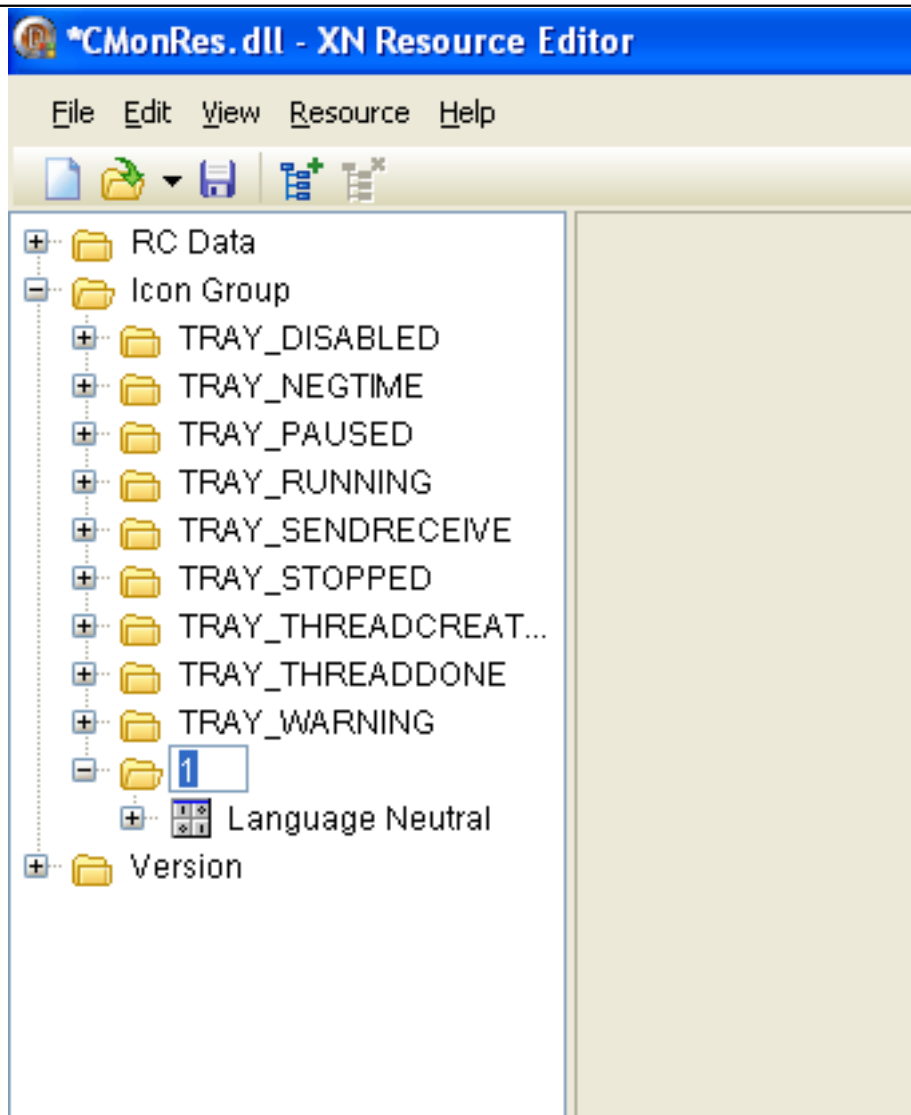 *CMonRes.dll - XN Resource Editor
File Edit View Resource Help
RC Data
Icon Group
TRAY_DISABLED
TRAY_NEGTIME
TRAY_PAUSED
TRAY_RUNNING
TRAY_SENDRECEIVE
TRAY_STOPPED
TRAY_THREADCREAT...
TRAY_THREADDONE
TRAY_WARNING
1
Language Neutral
Version